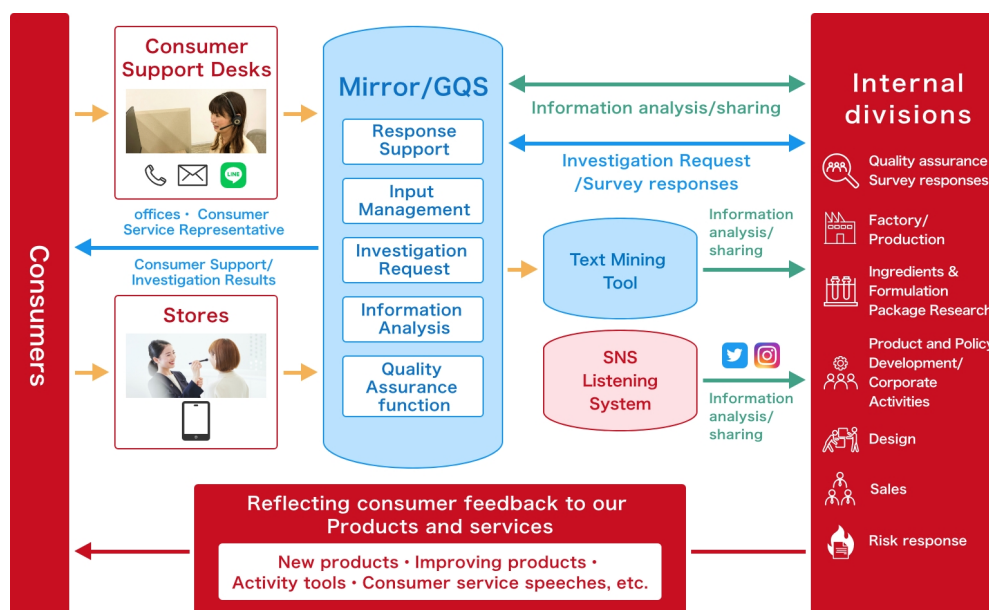 Consumers
Consumer
Support Desks
LINE
offices・ Consumer
Service Representative
Consumer Support/
Investigation Results
Stores
Mirror/GQS
Response
Support
Input
Management
Investigation
Request
Information
Analysis
Quality
Assurance
function
Information analysis/sharing
Investigation Request
/Survey responses
Text Mining
Tool
Information
analysis/
sharing
SNS
Listening
System
Information
analysis/
sharing
Internal
divisions
Quality assurance
Survey responses
Factory/
Production
Ingredients &
Formulation
Package Research
Product and Policy
Development/
Corporate
Activities
Design
Sales
Risk response
Reflecting consumer feedback to our
Products and services
New products・Improving products・
Activity tools・Consumer service speeches, etc.